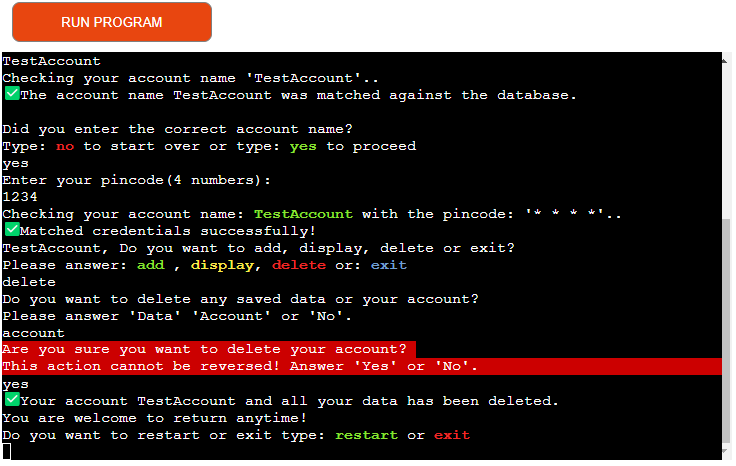 RUN PROGRAM
TestAccount
Checking your account name 'TestAccount'..
✅The account name TestAccount was matched against the database.
Did you enter the correct account name?
Type: no to start over or type: yes to proceed
yes
Enter your pincode(4 numbers):
1234
Checking your account name: TestAccount with the pincode: '* * * *'..
✅Matched credentials successfully!
TestAccount, Do you want to add, display, delete or exit?
Please answer: add , display, delete or: exit
delete
Do you want to delete any saved data or your account?
Please answer 'Data' 'Account' or 'No'.
account
Are you sure you want to delete your account?
This action cannot be reversed! Answer 'Yes' or 'No'.
yes
✅Your account TestAccount and all your data has been deleted.
You are welcome to return anytime!
Do you want to restart or exit type: restart or exit